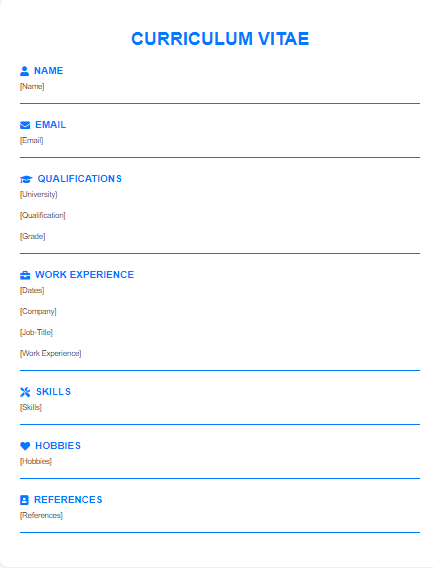 CURRICULUM VITAE
NAME
[Name]
EMAIL
[Email]
QUALIFICATIONS
[University]
[Qualification]
[Grade]
WORK EXPERIENCE
[Dates]
[Company]
[Job-Title]
[Work Experience]
SKILLS
[Skills]
HOBBIES
[Hobbies]
REFERENCES
[References]